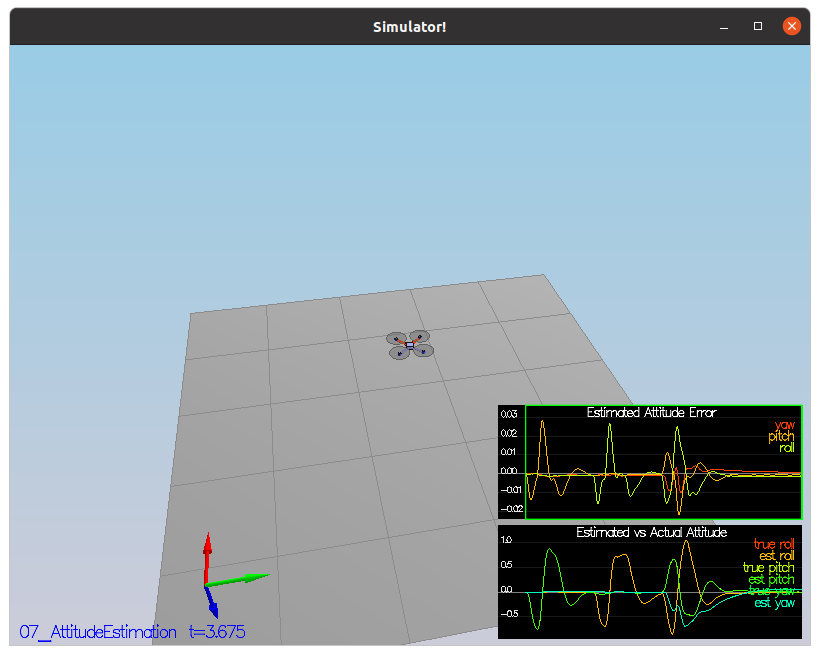 Simulator!
Estimated Attitude Error
0.03
0.02
0.01
0.00
-0.01
-0.02
yaw
pitch
roll
Estimated vs Actual Attitude
1.0
0.5
0.0
-0.5
true roll
est roll
true pitch
est pitch
true yaw
est yaw
07_AttitudeEstimation t=3.675